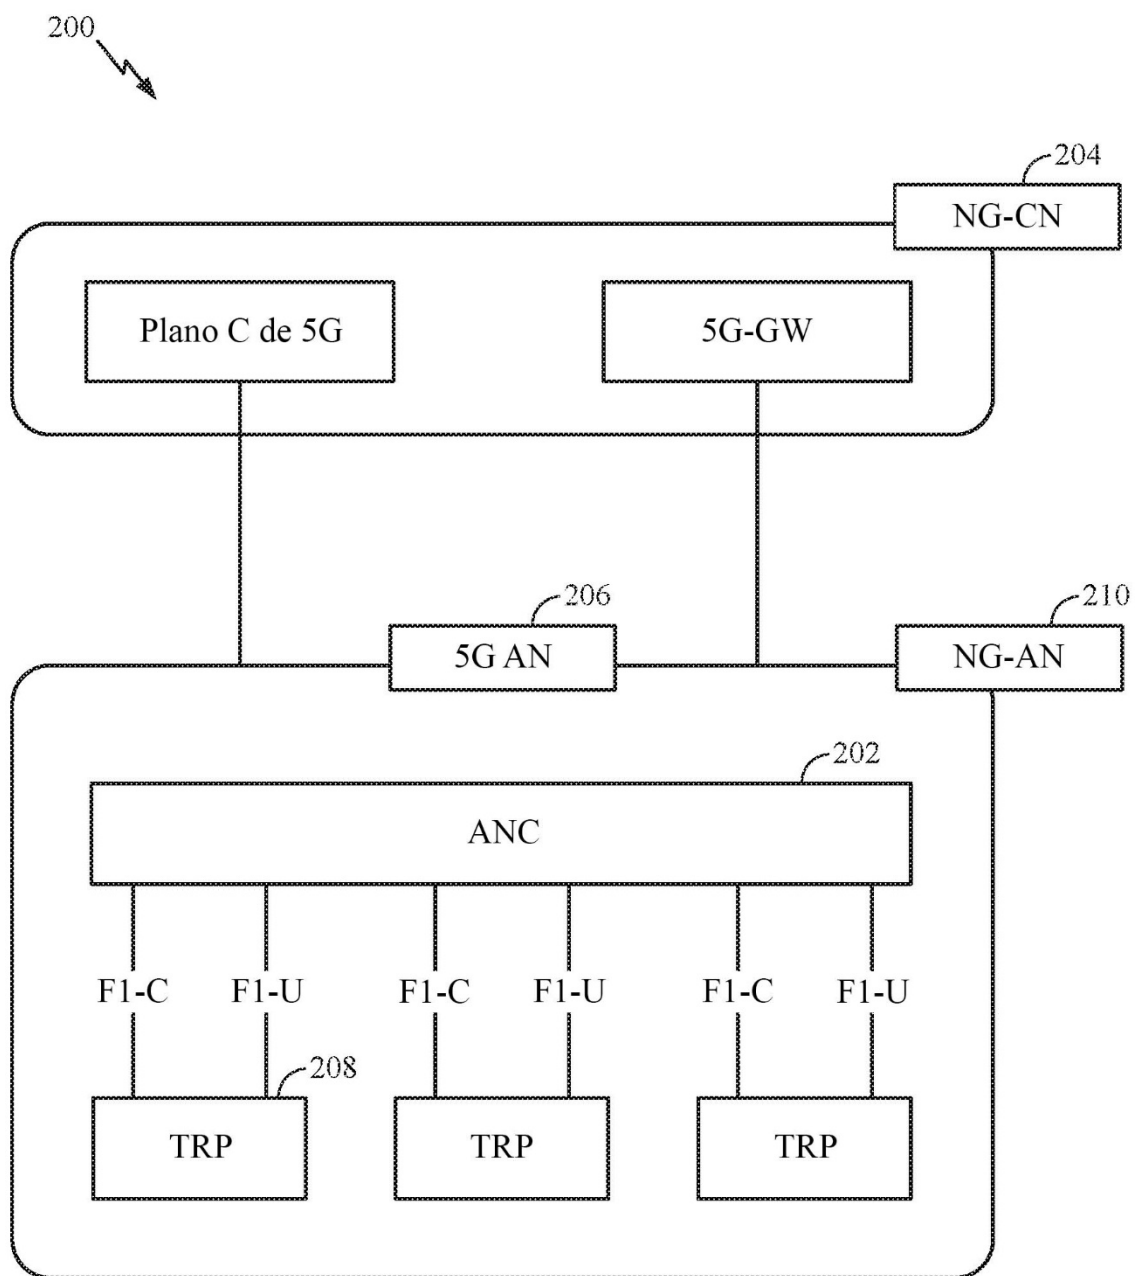 200
204
NG-CN
Plano C de 5G
5G-GW
206
210
5G AN
NG-AN
202
ANC
F1-C F1-U F1-C F1-U F1-C F1-U
208
TRP TRP TRP